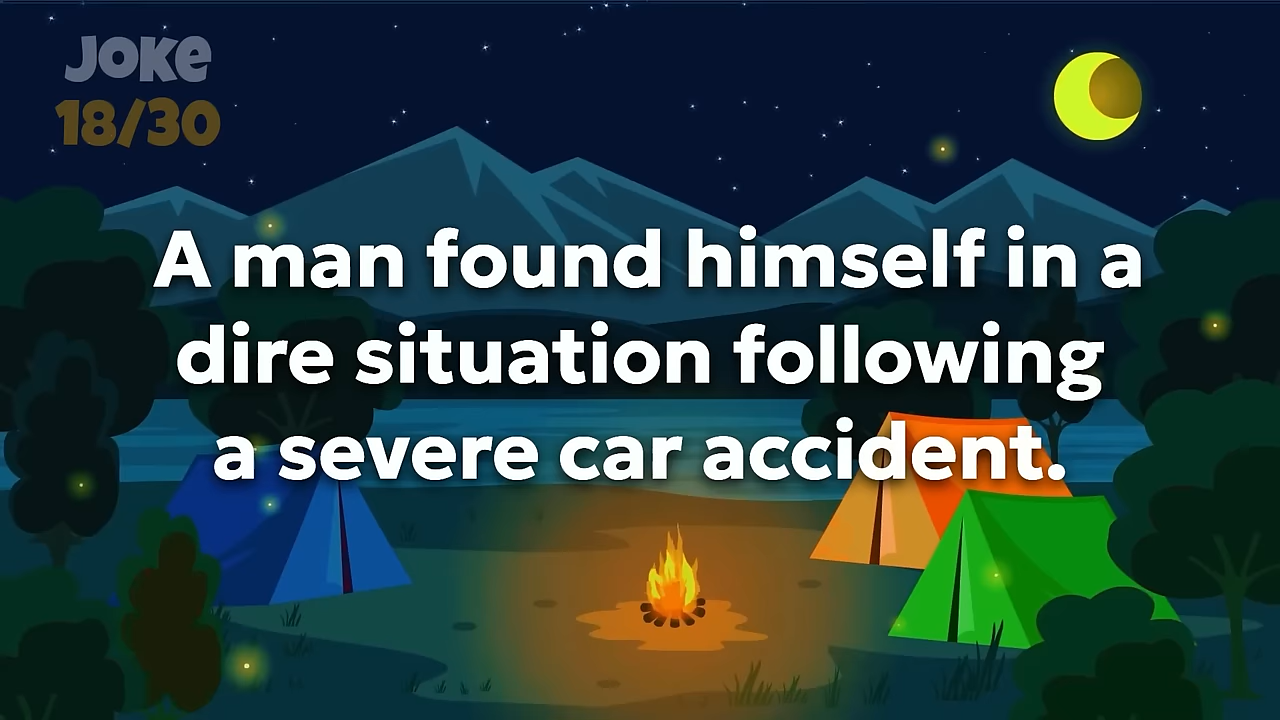 JOKE
18/30
A man found himself in a
dire situation following
a severe car accident.